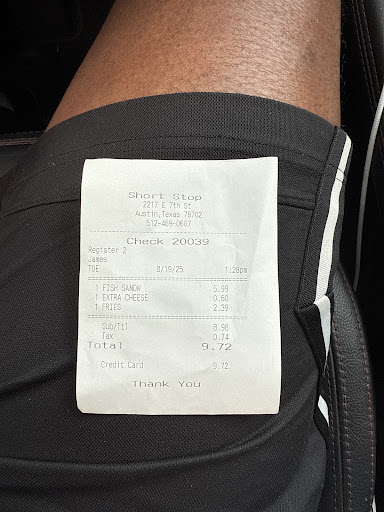 Short Stop
2217 E 7th St
Austin,Texas 78702
512-469-0607
Check 20039
Register 2
James
TUE 8/19/25 1:28pm
1 FISH SANDW 5.99
1 EXTRA CHEESE 0.60
1 FRIES 2.39
Sub/Ttl 8.98
Tax 0.74
Total 9.72
Credit Card 9.72
Thank You